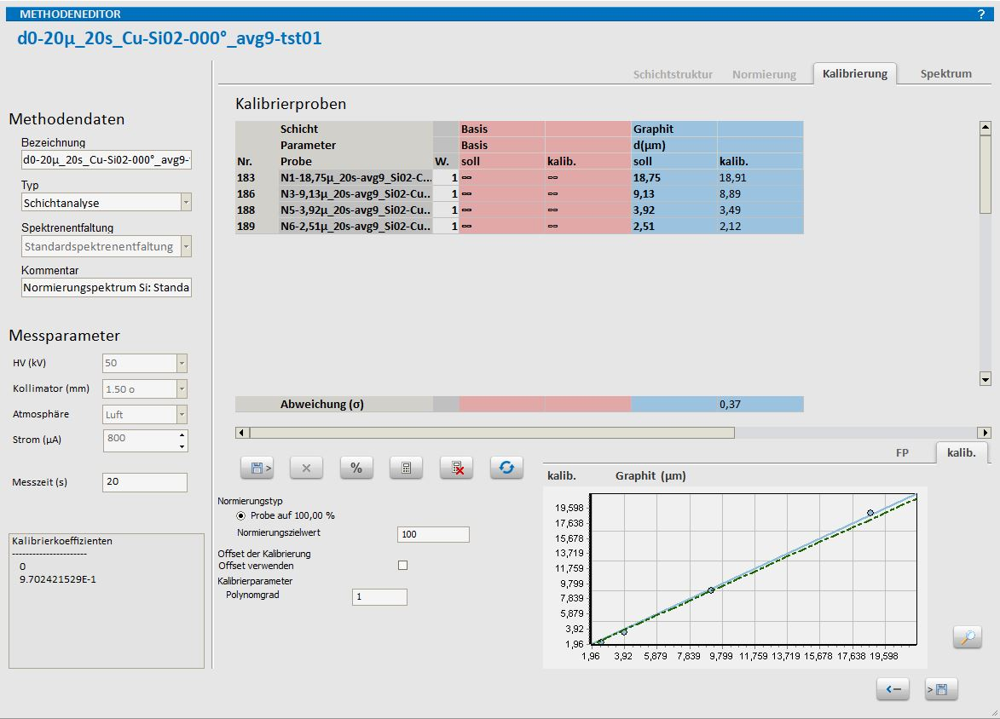 METHODENEDITOR ?
d0-20µ_20s_Cu-Si02-000°_avg9-tst01
Schichtstruktur Normierung Kalibrierung Spektrum
Methodendaten
Bezeichnung
d0-20µ_20s_Cu-Si02-000°_avg9-
Typ
Schichtanalyse
Spektrenentfaltung
Standardspektrenentfaltung
Kommentar
Normierungspektrum Si: Standa
Messparameter
HV (kV) 50
Kollimator (mm) 1.50 o
Atmosphäre Luft
Strom (µA) 800
Messzeit (s) 20
Kalibrierkoeffizienten
----------------------
0
9.702421529E-1
Kalibrierproben
Schicht Basis Graphit
Parameter Basis d(µm)
Nr. Probe W. soll kalib. soll kalib.
183 N1-18,75µ_20s-avg9_Si02-C... 1 ∞ ∞ 18,75 18,91
186 N3-9,13µ_20s-avg9_Si02-Cu.. 1 ∞ ∞ 9,13 8,89
188 N5-3,92µ_20s-avg9_Si02-Cu.. 1 ∞ ∞ 3,92 3,49
189 N6-2,51µ_20s-avg9_Si02-Cu.. 1 ∞ ∞ 2,51 2,12
Abweichung (σ) 0,37
> × %
Normierungstyp
Probe auf 100,00 %
Normierungszielwert 100
Offset der Kalibrierung
Offset verwenden
Kalibrierparameter
Polynomgrad 1
FP kalib.
kalib. Graphit (µm)
19,598
17,638
15,678
13,719
11,759
9,799
7,839
5,879
3,92
1,96
1,96 3,92 5,879 7,839 9,799 11,759 13,719 15,678 17,638 19,598
>